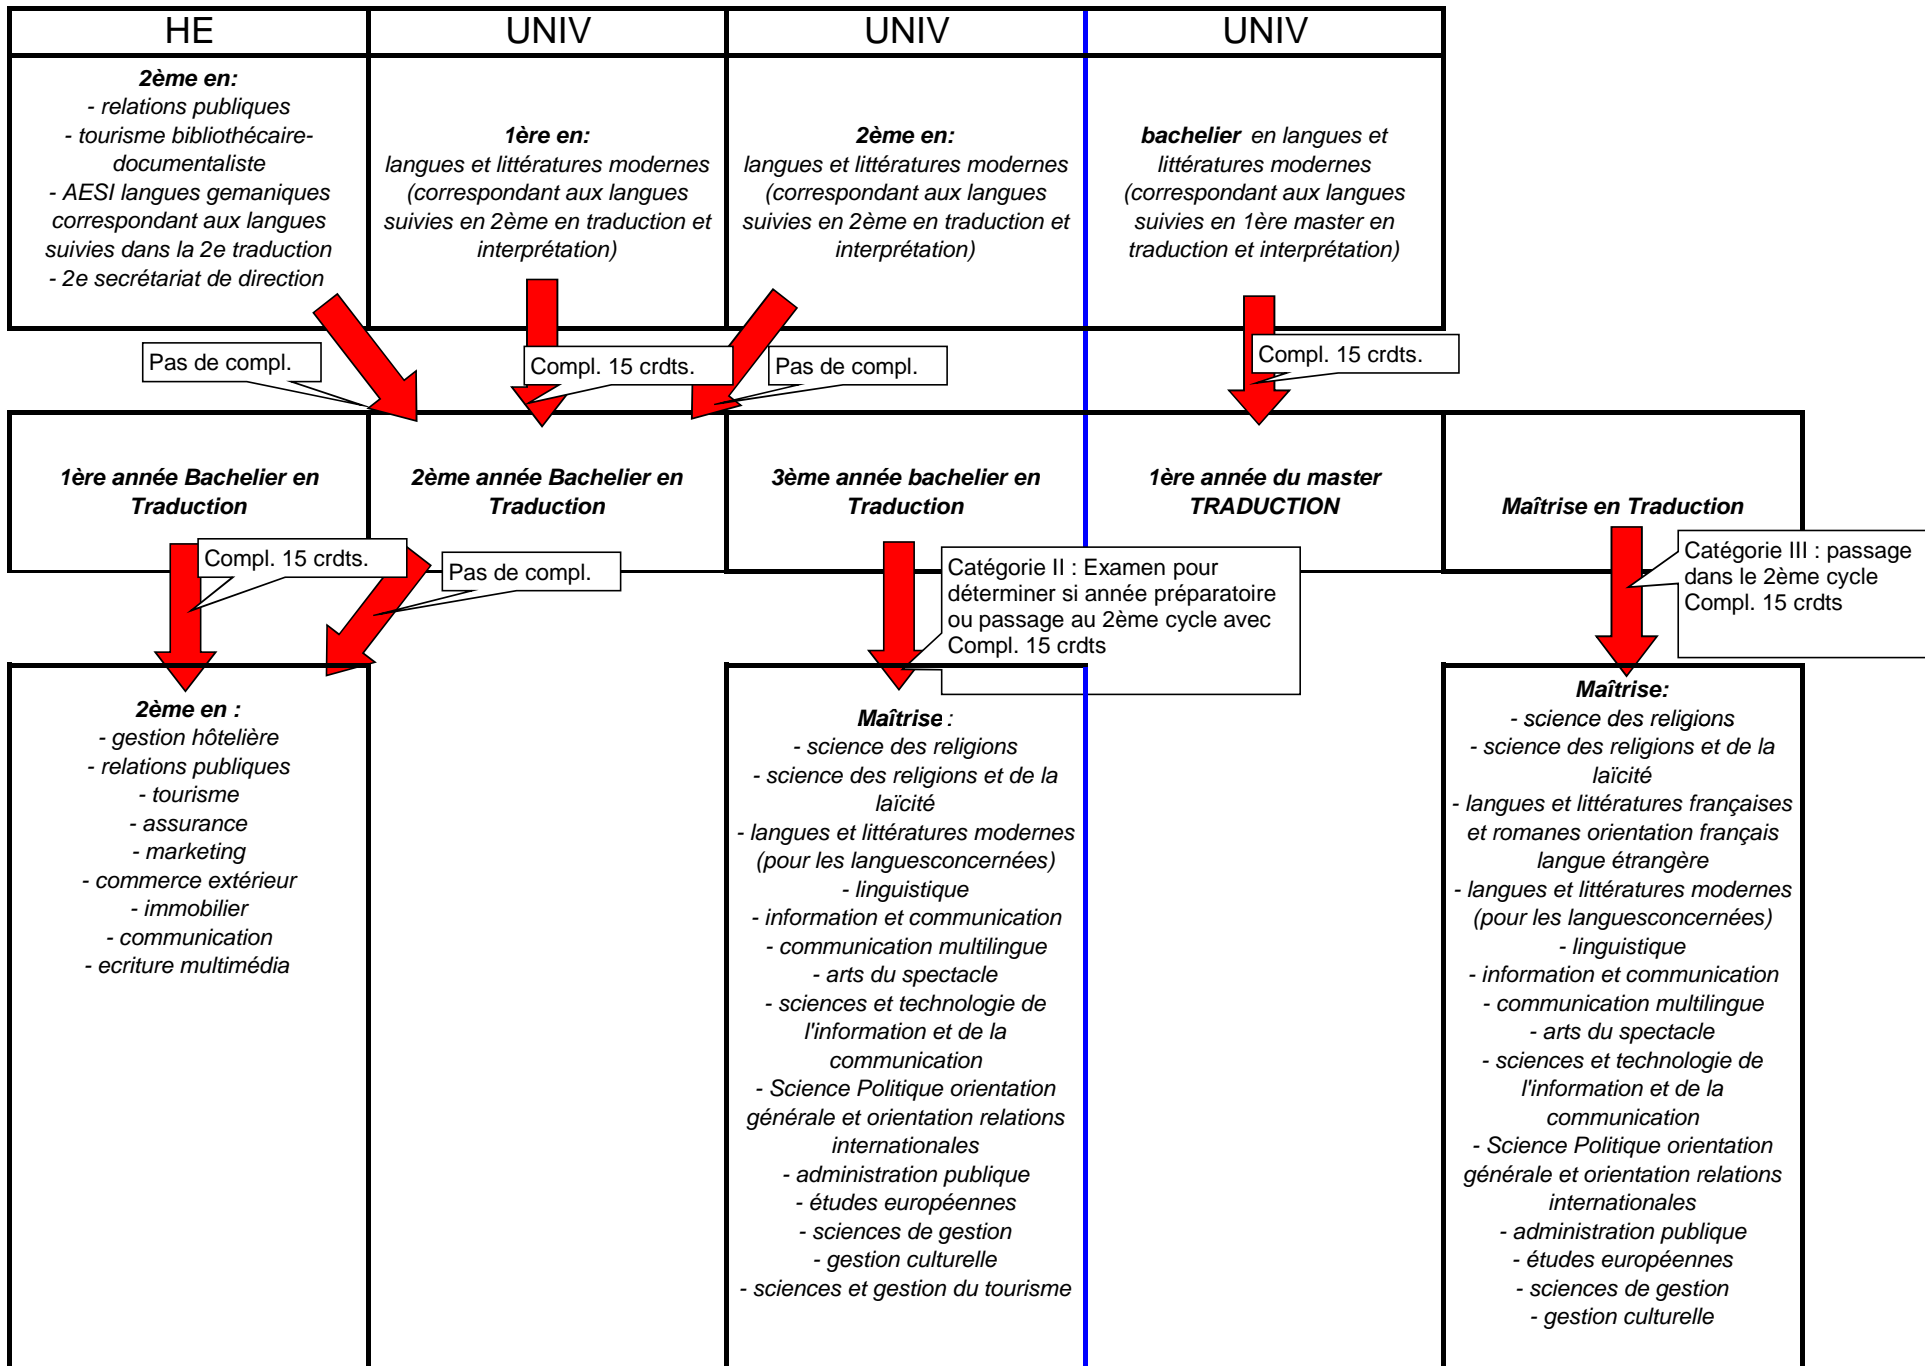 HE
UNIV
UNIV
UNIV
2ème en:
- relations publiques
- tourisme bibliothécaire-
documentaliste
- AESI langues gemaniques
correspondant aux langues
suivies dans la 2e traduction
- 2e secrétariat de direction
1ère en:
langues et littératures modernes
(correspondant aux langues
suivies en 2ème en traduction et
interprétation)
2ème en:
langues et littératures modernes
(correspondant aux langues
suivies en 2ème en traduction et
interprétation)
bachelier en langues et
littératures modernes
(correspondant aux langues
suivies en 1ère master en
traduction et interprétation)
Pas de compl.
Compl. 15 crdts.
Pas de compl.
Compl. 15 crdts.
1ère année Bachelier en
Traduction
2ème année Bachelier en
Traduction
3ème année bachelier en
Traduction
1ère année du master
TRADUCTION
Maîtrise en Traduction
Compl. 15 crdts.
Pas de compl.
Catégorie II : Examen pour
déterminer si année préparatoire
ou passage au 2ème cycle avec
Compl. 15 crdts
Catégorie III : passage
dans le 2ème cycle
Compl. 15 crdts
2ème en :
- gestion hôtelière
- relations publiques
- tourisme
- assurance
- marketing
- commerce extérieur
- immobilier
- communication
- ecriture multimédia
Maîtrise :
- science des religions
- science des religions et de la
laïcité
- langues et littératures modernes
(pour les languesconcernées)
- linguistique
- information et communication
- communication multilingue
- arts du spectacle
- sciences et technologie de
l'information et de la
communication
- Science Politique orientation
générale et orientation relations
internationales
- administration publique
- études européennes
- sciences de gestion
- gestion culturelle
- sciences et gestion du tourisme
Maîtrise:
- science des religions
- science des religions et de la
laïcité
- langues et littératures françaises
et romanes orientation français
langue étrangère
- langues et littératures modernes
(pour les languesconcernées)
- linguistique
- information et communication
- communication multilingue
- arts du spectacle
- sciences et technologie de
l'information et de la
communication
- Science Politique orientation
générale et orientation relations
internationales
- administration publique
- études européennes
- sciences de gestion
- gestion culturelle